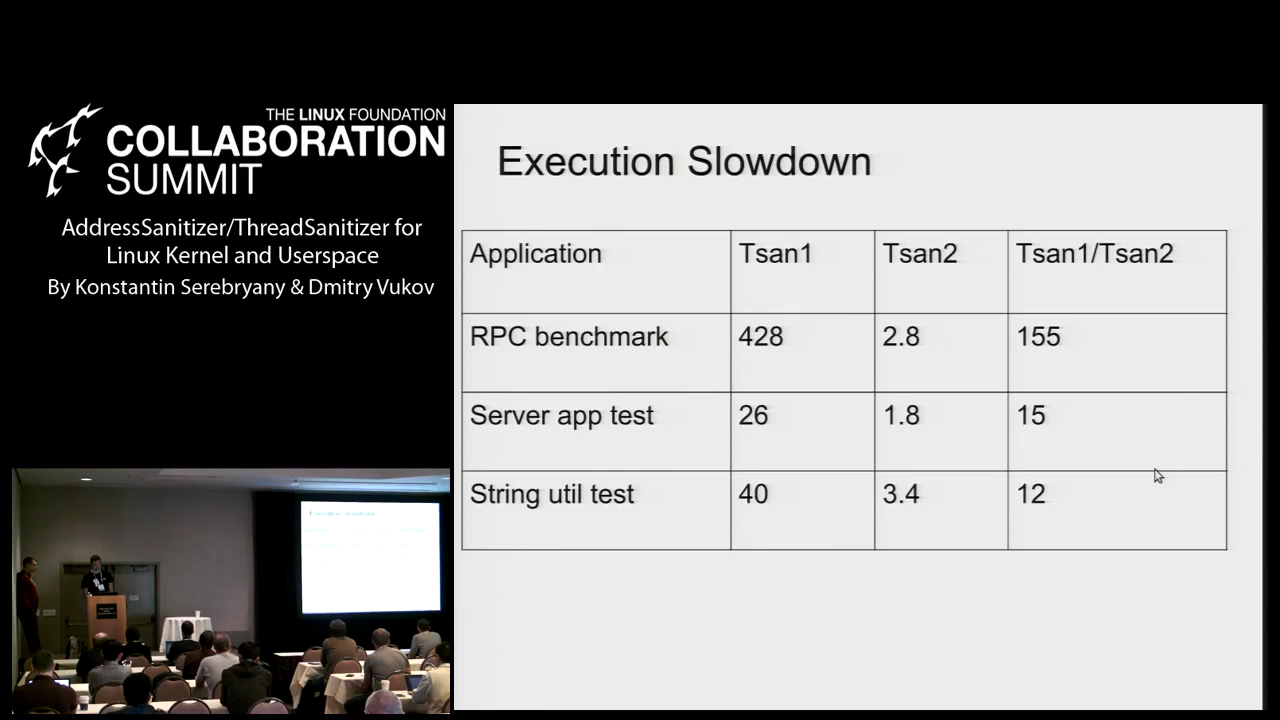 THE LINUX FOUNDATION
COLLABORATION
SUMMIT
AddressSanitizer/ThreadSanitizer for
Linux Kernel and Userspace
By Konstantin Serebryany & Dmitry Vukov
Execution Slowdown
Application Tsan1 Tsan2 Tsan1/Tsan2
RPC benchmark 428 2.8 155
Server app test 26 1.8 15
String util test 40 3.4 12
Execution Slowdown